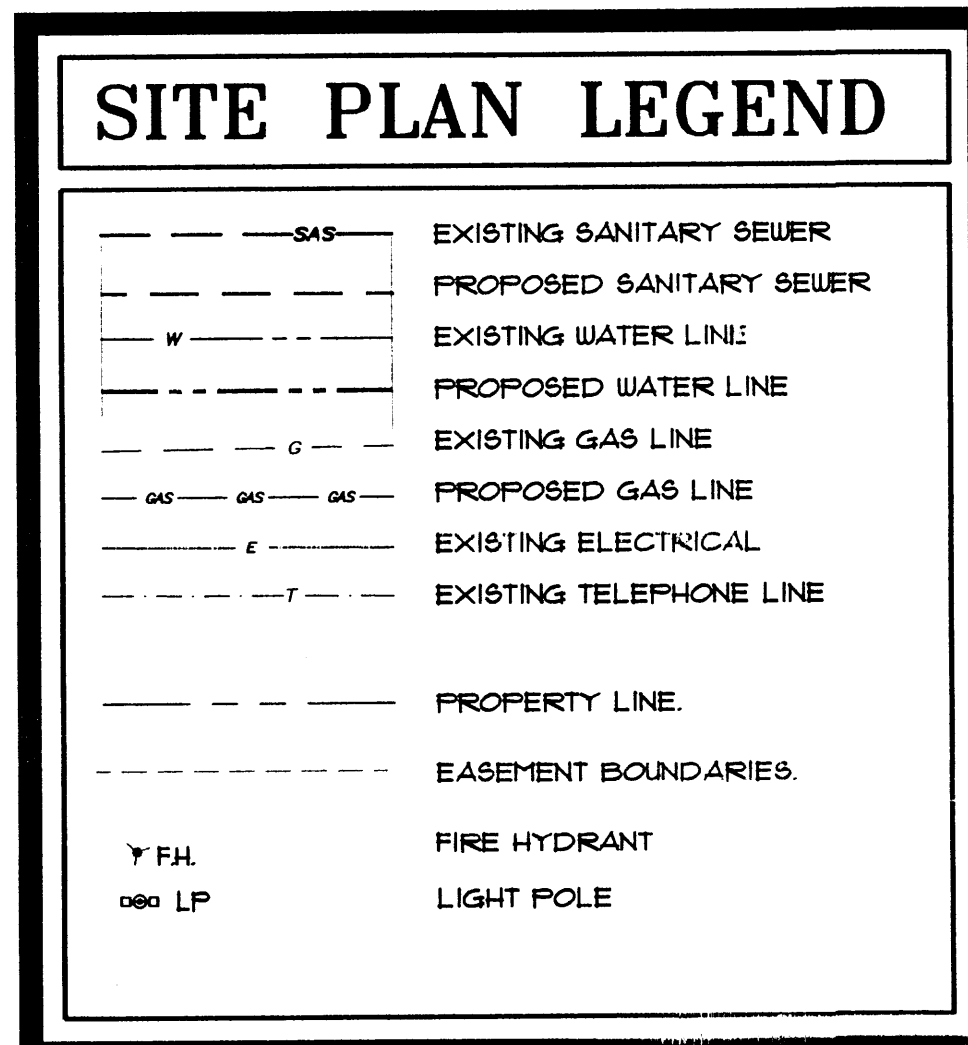 SITE PLAN LEGEND
SAS EXISTING SANITARY SEWER
PROPOSED SANITARY SEWER
W EXISTING WATER LINE
PROPOSED WATER LINE
G EXISTING GAS LINE
GAS GAS GAS PROPOSED GAS LINE
E EXISTING ELECTRICAL
T EXISTING TELEPHONE LINE
PROPERTY LINE.
EASEMENT BOUNDARIES.
F.H. FIRE HYDRANT
LP LIGHT POLE